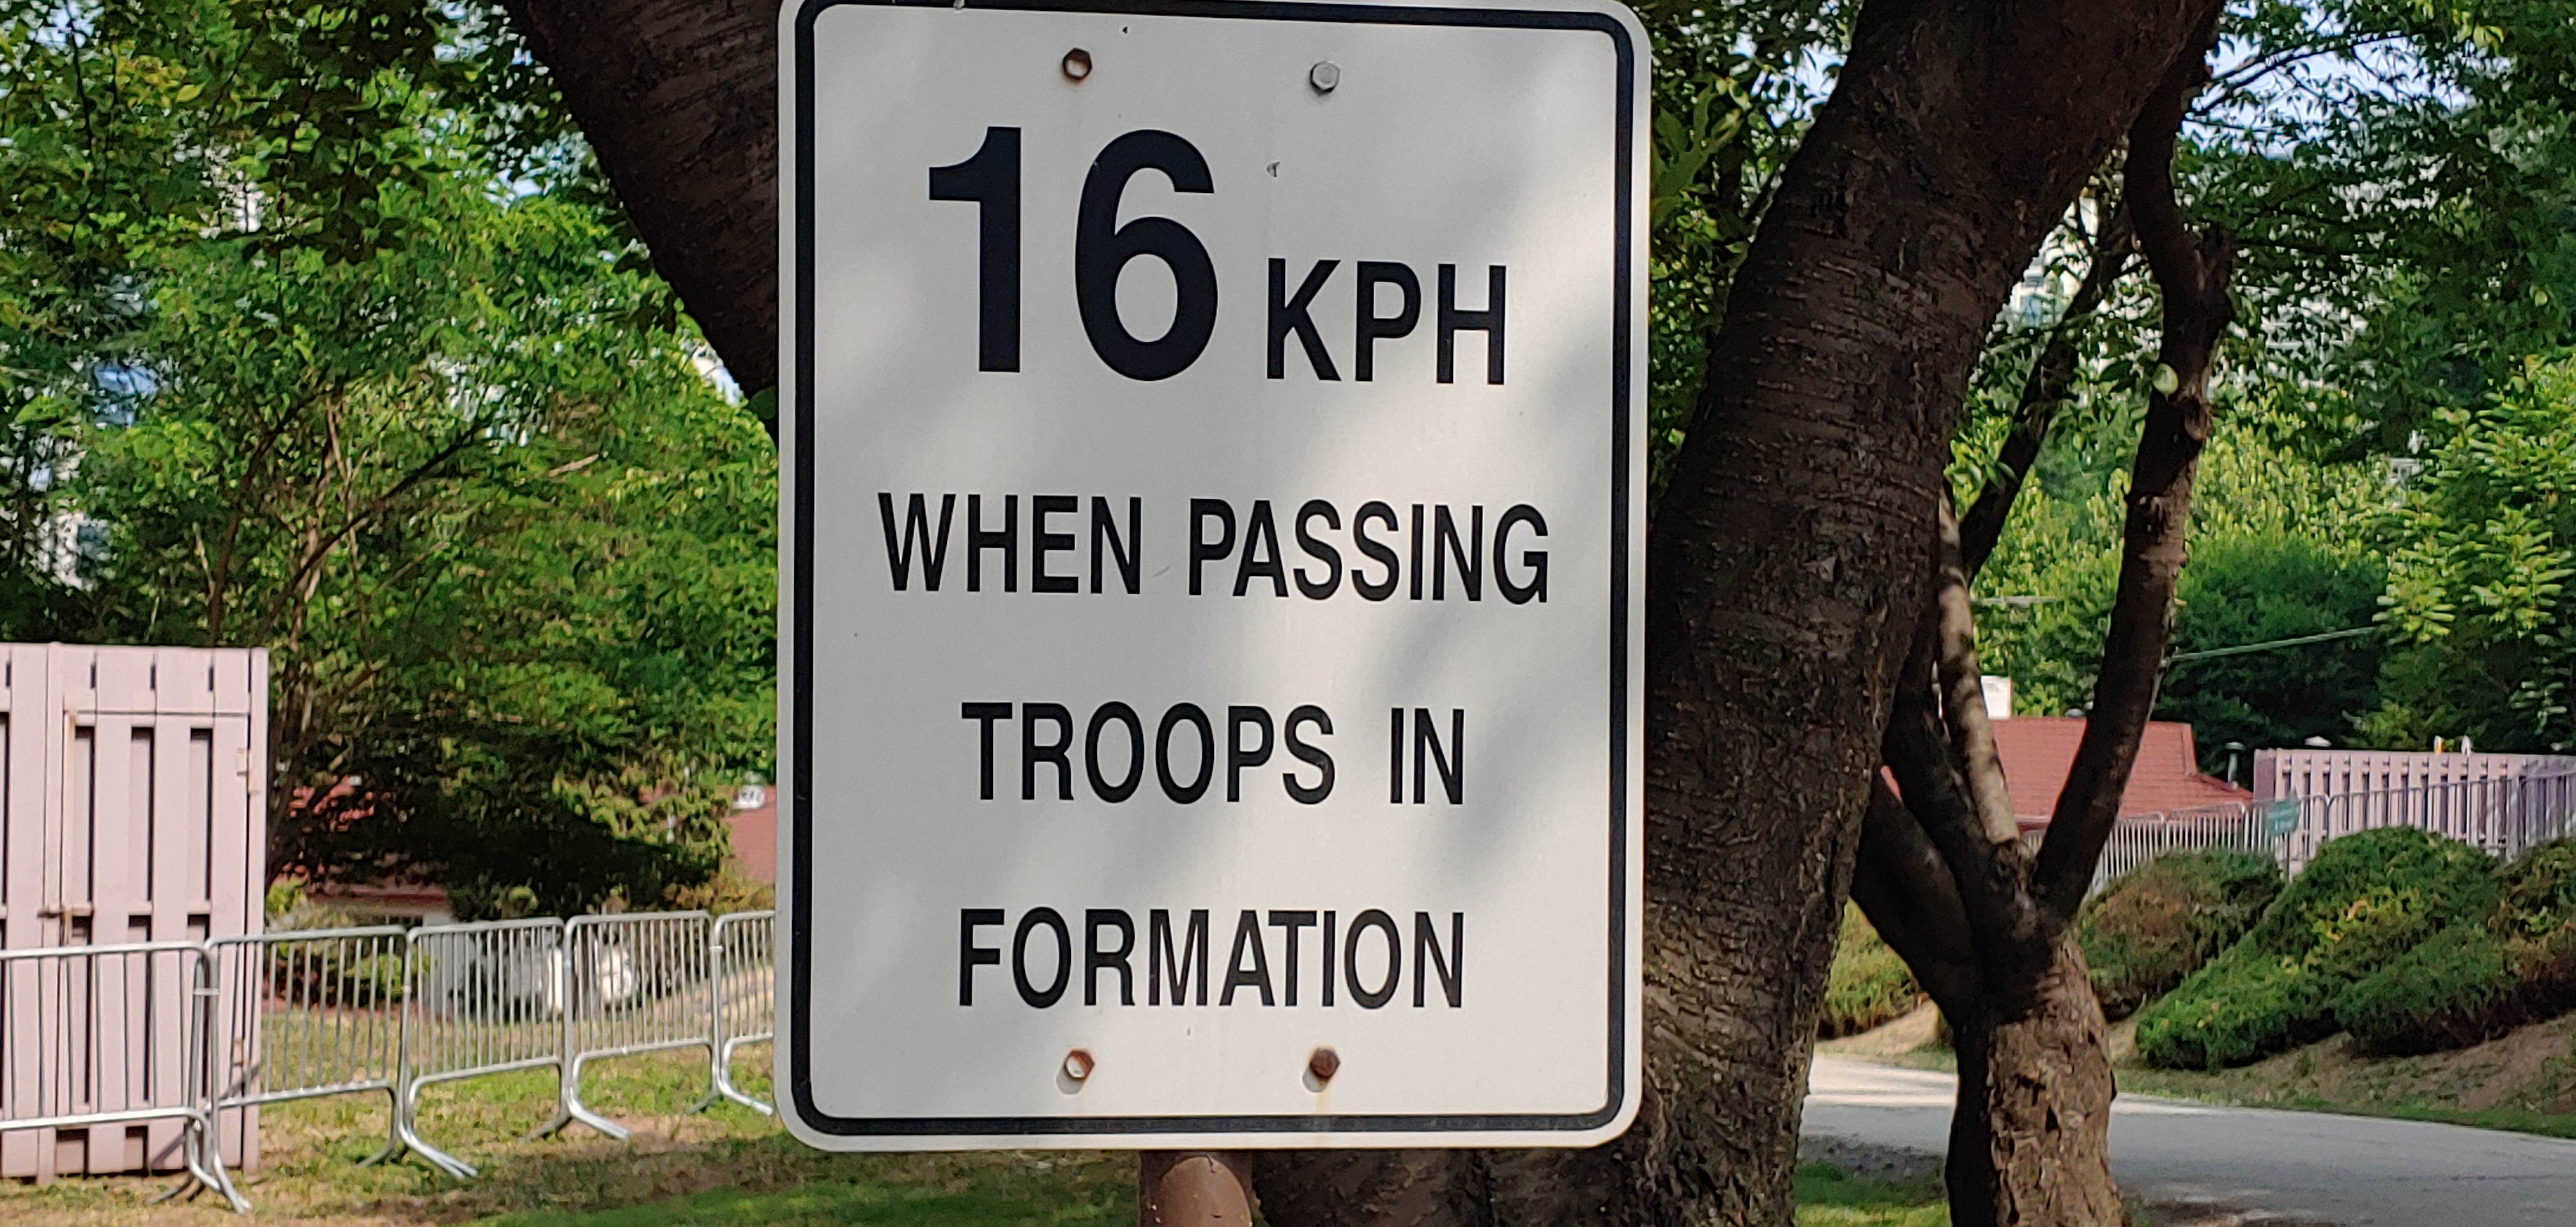 16 KPH
WHEN PASSING
TROOPS IN
FORMATION